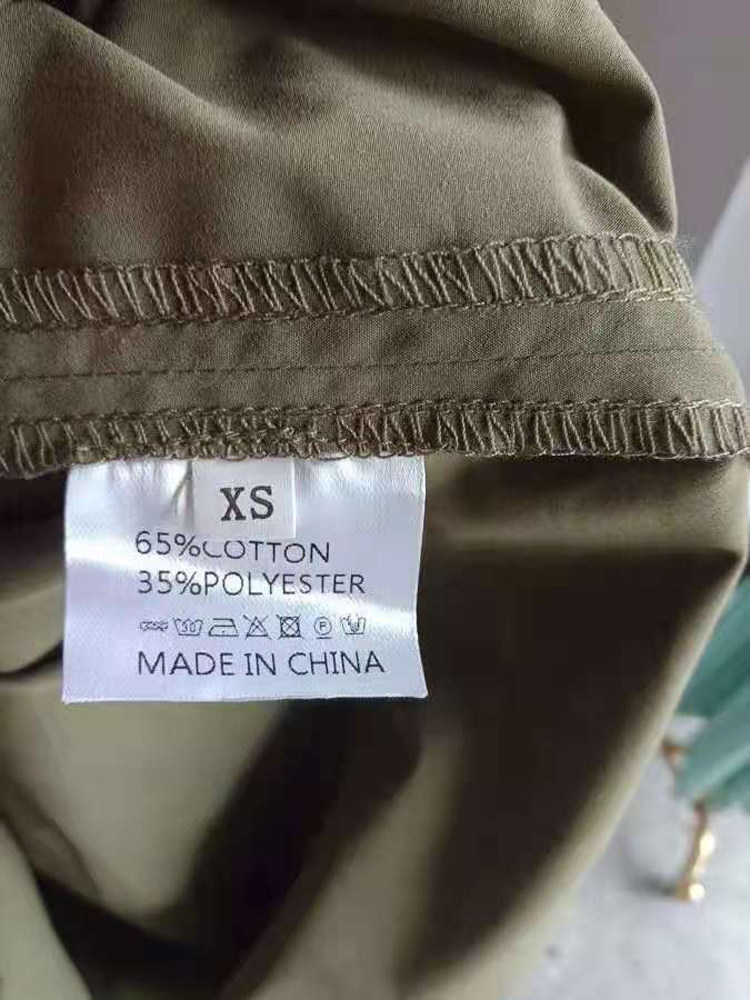 XS
65%COTTON
35%POLYESTER
MADE IN CHINA